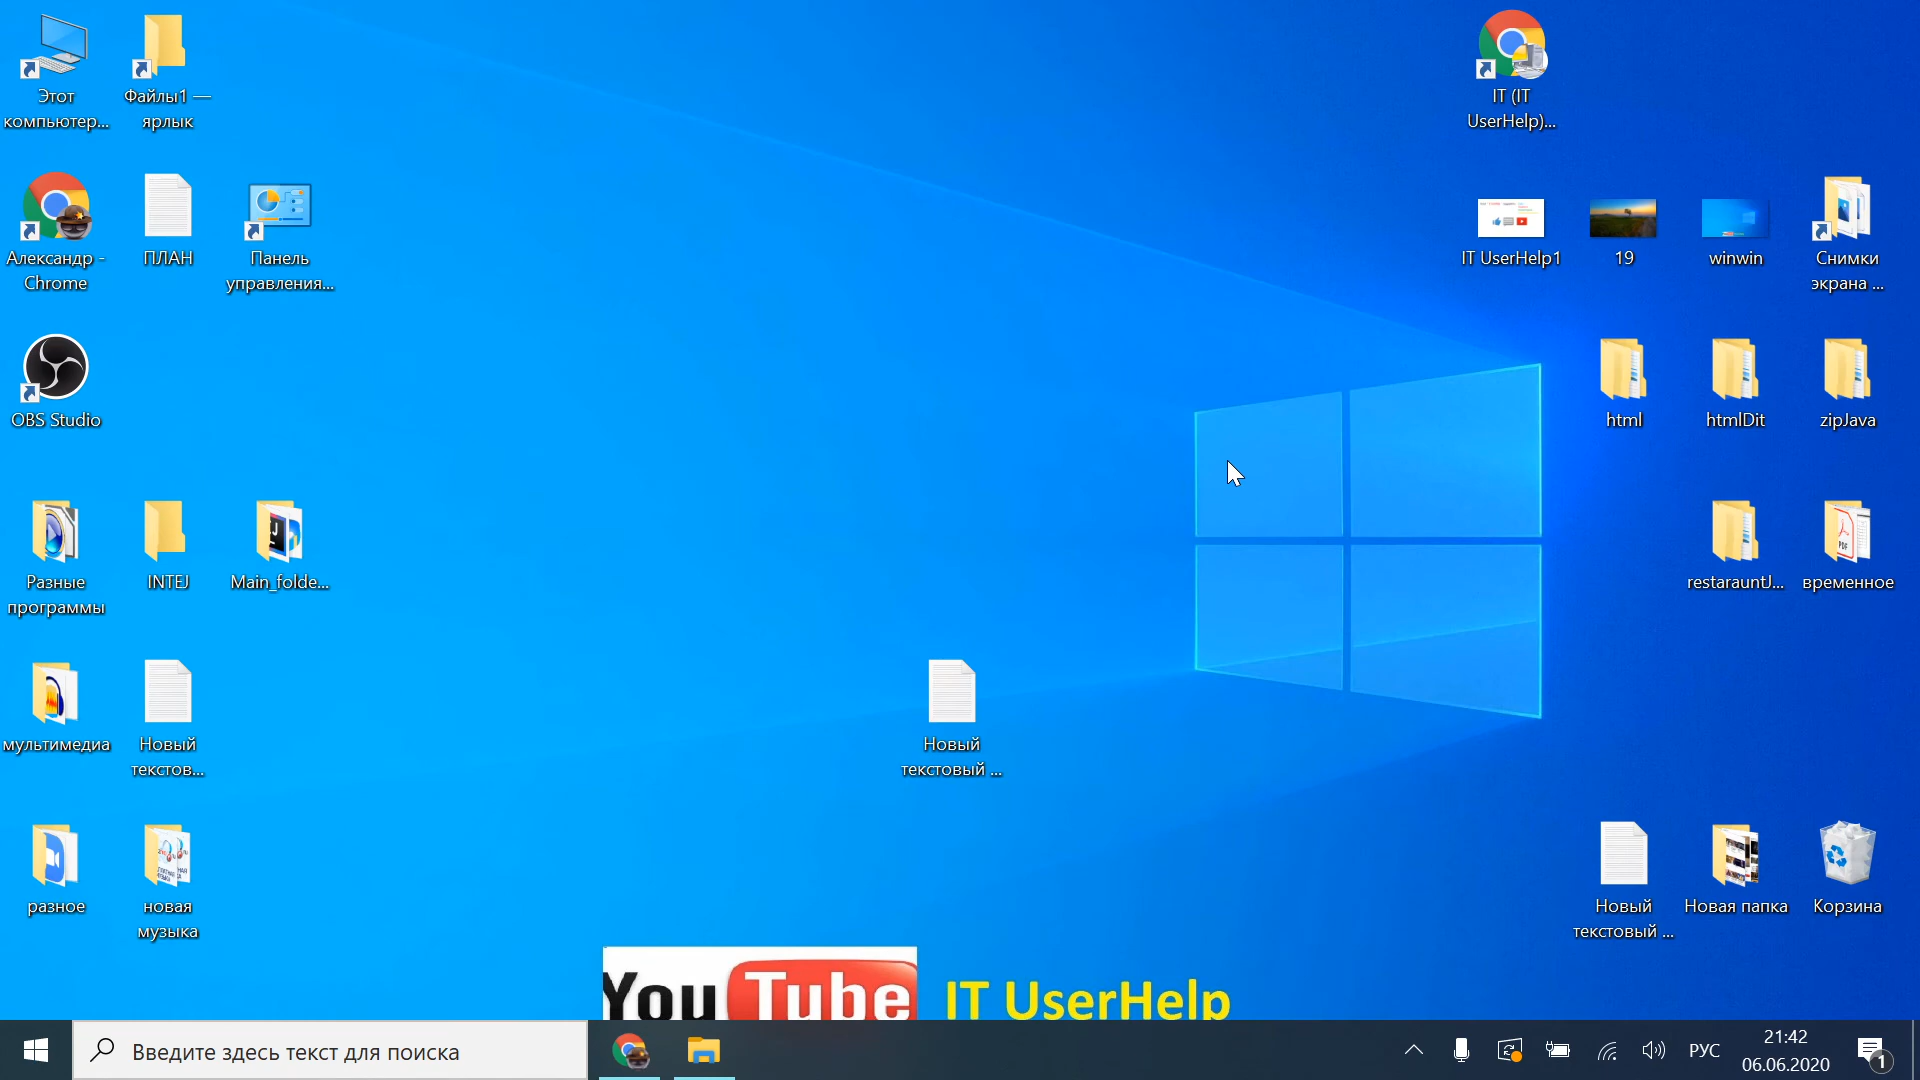 Этот
компьютер...
Файлы1 —
ярлык
IT (IT
UserHelp)...
Александр -
Chrome
ПЛАН
Панель
управления...
IT UserHelp1
19
winwin
Снимки
экрана ...
OBS Studio
html
htmlDit
zipJava
Разные
программы
INTEJ
Main_folde...
restarauntJ...
временное
мультимедиа
Новый
текстов...
Новый
текстовый ...
разное
новая
музыка
Новый
текстовый ...
Новая папка
Корзина
YouTube
IT UserHelp
Введите здесь текст для поиска
РУС
21:42
06.06.2020
1